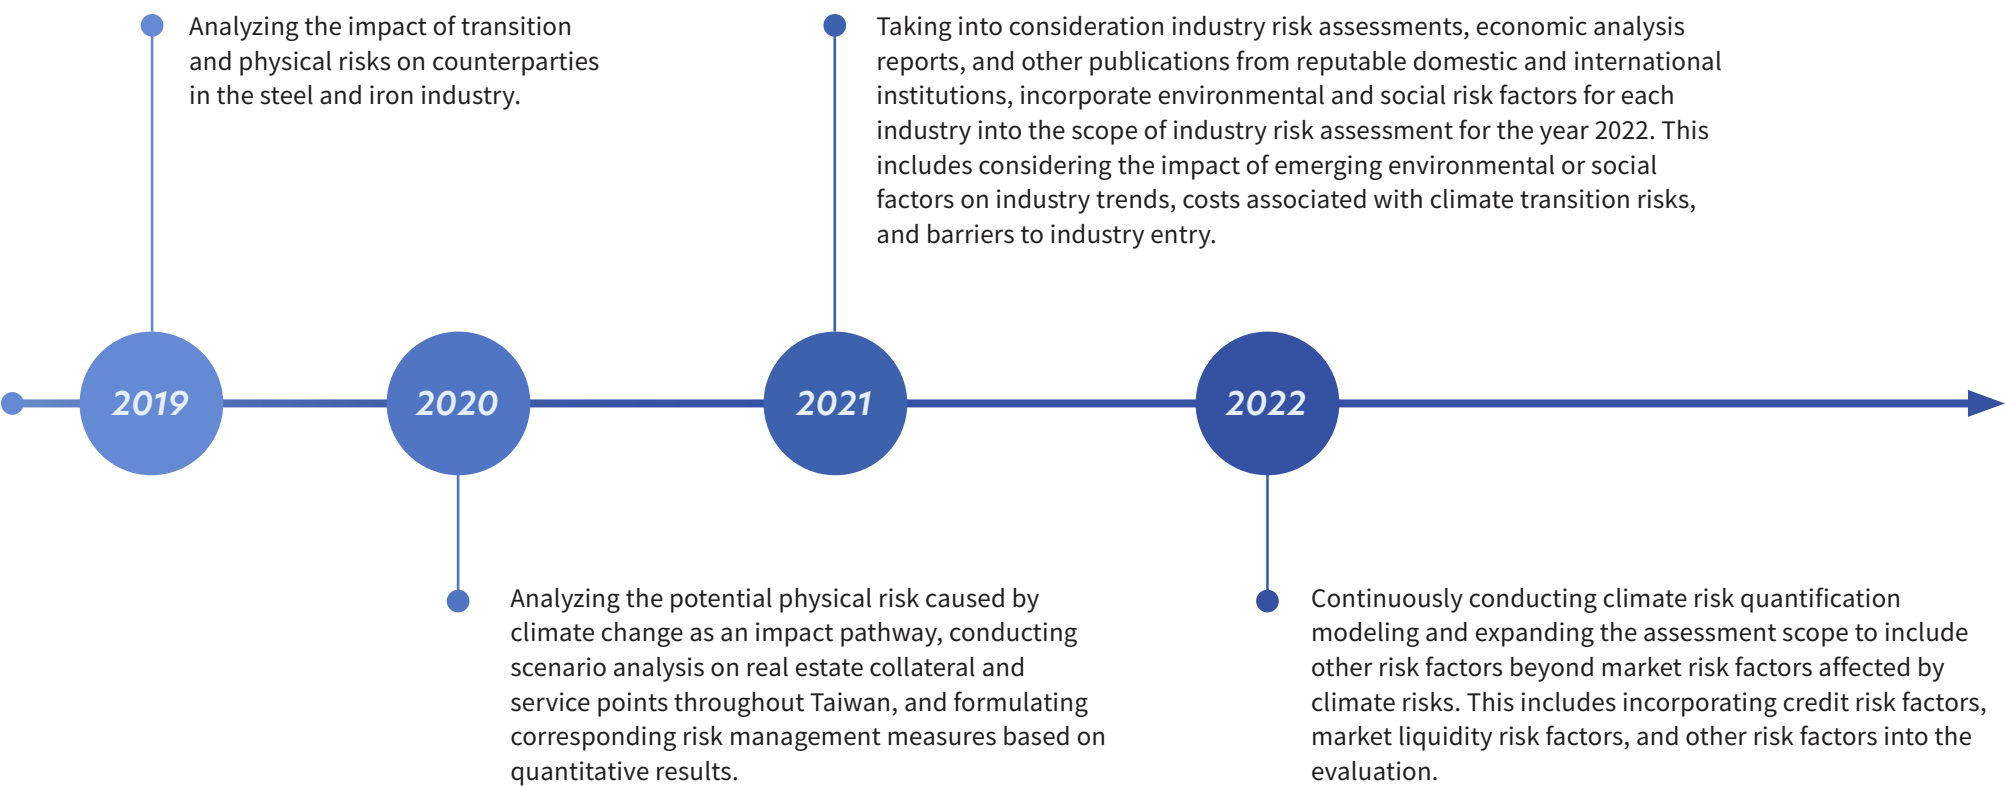 Analyzing the impact of transition
and physical risks on counterparties
in the steel and iron industry.
Taking into consideration industry risk assessments, economic analysis
reports, and other publications from reputable domestic and international
institutions, incorporate environmental and social risk factors for each
industry into the scope of industry risk assessment for the year 2022. This
includes considering the impact of emerging environmental or social
factors on industry trends, costs associated with climate transition risks,
and barriers to industry entry.
2019
2020
2021
2022
Analyzing the potential physical risk caused by
climate change as an impact pathway, conducting
scenario analysis on real estate collateral and
service points throughout Taiwan, and formulating
corresponding risk management measures based on
quantitative results.
Continuously conducting climate risk quantification
modeling and expanding the assessment scope to include
other risk factors beyond market risk factors affected by
climate risks. This includes incorporating credit risk factors,
market liquidity risk factors, and other risk factors into the
evaluation.